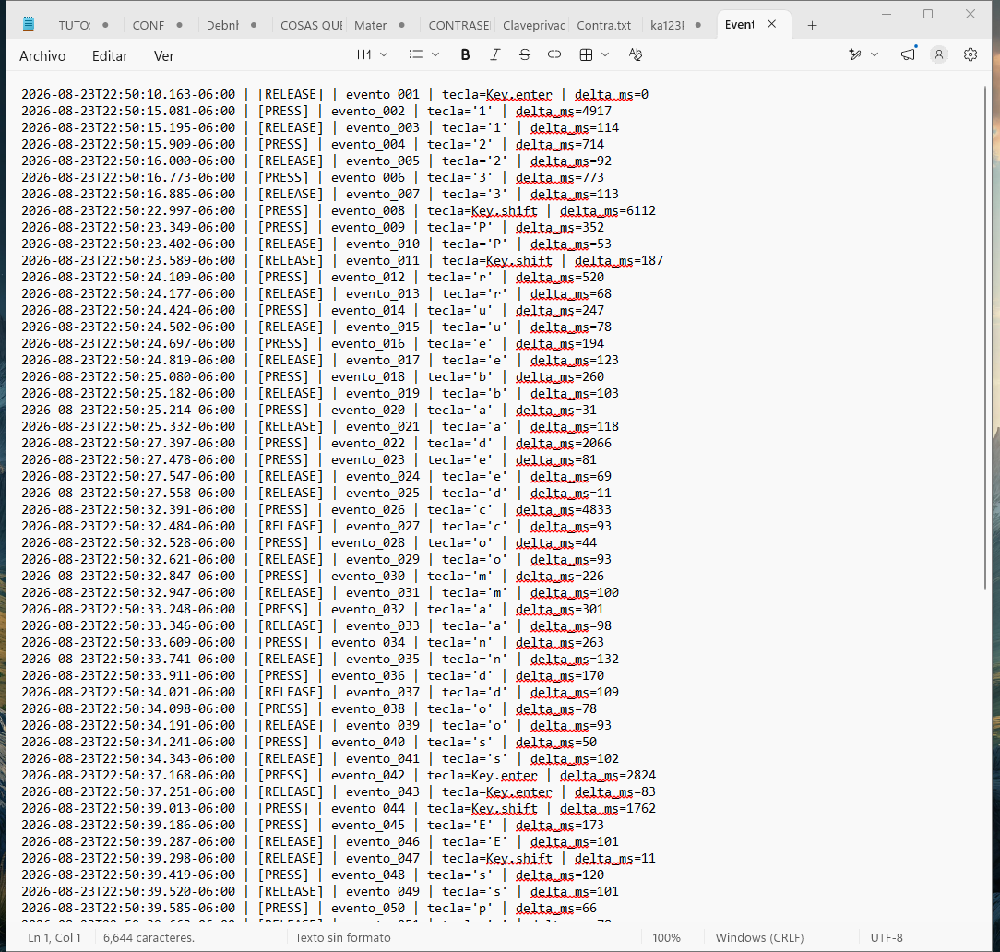 TUTO:
CONF
Debnh
COSAS QUE
Mater
CONTRASE
Claveprivac
Contra.txt
ka123
Event
Archivo
Editar
Ver
H1
B
2026-08-23T22:50:10.163-06:00 | [RELEASE] | evento_001 | tecla=Key.enter | delta_ms=0
2026-08-23T22:50:15.081-06:00 | [PRESS] | evento_002 | tecla='1' | delta_ms=4917
2026-08-23T22:50:15.195-06:00 | [RELEASE] | evento_003 | tecla='1' | delta_ms=114
2026-08-23T22:50:15.909-06:00 | [PRESS] | evento_004 | tecla='2' | delta_ms=714
2026-08-23T22:50:16.000-06:00 | [RELEASE] | evento_005 | tecla='2' | delta_ms=92
2026-08-23T22:50:16.773-06:00 | [PRESS] | evento_006 | tecla='3' | delta_ms=773
2026-08-23T22:50:16.885-06:00 | [RELEASE] | evento_007 | tecla='3' | delta_ms=113
2026-08-23T22:50:22.997-06:00 | [PRESS] | evento_008 | tecla=Key.shift | delta_ms=6112
2026-08-23T22:50:23.349-06:00 | [PRESS] | evento_009 | tecla='P' | delta_ms=352
2026-08-23T22:50:23.402-06:00 | [RELEASE] | evento_010 | tecla='P' | delta_ms=53
2026-08-23T22:50:23.589-06:00 | [RELEASE] | evento_011 | tecla=Key.shift | delta_ms=187
2026-08-23T22:50:24.109-06:00 | [PRESS] | evento_012 | tecla='r' | delta_ms=520
2026-08-23T22:50:24.177-06:00 | [RELEASE] | evento_013 | tecla='r' | delta_ms=68
2026-08-23T22:50:24.424-06:00 | [PRESS] | evento_014 | tecla='u' | delta_ms=247
2026-08-23T22:50:24.502-06:00 | [RELEASE] | evento_015 | tecla='u' | delta_ms=78
2026-08-23T22:50:24.697-06:00 | [PRESS] | evento_016 | tecla='e' | delta_ms=194
2026-08-23T22:50:24.819-06:00 | [RELEASE] | evento_017 | tecla='e' | delta_ms=123
2026-08-23T22:50:25.080-06:00 | [PRESS] | evento_018 | tecla='b' | delta_ms=260
2026-08-23T22:50:25.182-06:00 | [RELEASE] | evento_019 | tecla='b' | delta_ms=103
2026-08-23T22:50:25.214-06:00 | [PRESS] | evento_020 | tecla='a' | delta_ms=31
2026-08-23T22:50:25.332-06:00 | [RELEASE] | evento_021 | tecla='a' | delta_ms=118
2026-08-23T22:50:27.397-06:00 | [PRESS] | evento_022 | tecla='d' | delta_ms=2066
2026-08-23T22:50:27.478-06:00 | [PRESS] | evento_023 | tecla='e' | delta_ms=81
2026-08-23T22:50:27.547-06:00 | [RELEASE] | evento_024 | tecla='e' | delta_ms=69
2026-08-23T22:50:27.558-06:00 | [RELEASE] | evento_025 | tecla='d' | delta_ms=11
2026-08-23T22:50:32.391-06:00 | [PRESS] | evento_026 | tecla='c' | delta_ms=4833
2026-08-23T22:50:32.484-06:00 | [RELEASE] | evento_027 | tecla='c' | delta_ms=93
2026-08-23T22:50:32.528-06:00 | [PRESS] | evento_028 | tecla='o' | delta_ms=44
2026-08-23T22:50:32.621-06:00 | [RELEASE] | evento_029 | tecla='o' | delta_ms=93
2026-08-23T22:50:32.847-06:00 | [PRESS] | evento_030 | tecla='m' | delta_ms=226
2026-08-23T22:50:32.947-06:00 | [RELEASE] | evento_031 | tecla='m' | delta_ms=100
2026-08-23T22:50:33.248-06:00 | [PRESS] | evento_032 | tecla='a' | delta_ms=301
2026-08-23T22:50:33.346-06:00 | [RELEASE] | evento_033 | tecla='a' | delta_ms=98
2026-08-23T22:50:33.609-06:00 | [PRESS] | evento_034 | tecla='n' | delta_ms=263
2026-08-23T22:50:33.741-06:00 | [RELEASE] | evento_035 | tecla='n' | delta_ms=132
2026-08-23T22:50:33.911-06:00 | [PRESS] | evento_036 | tecla='d' | delta_ms=170
2026-08-23T22:50:34.021-06:00 | [RELEASE] | evento_037 | tecla='d' | delta_ms=109
2026-08-23T22:50:34.098-06:00 | [PRESS] | evento_038 | tecla='o' | delta_ms=78
2026-08-23T22:50:34.191-06:00 | [RELEASE] | evento_039 | tecla='o' | delta_ms=93
2026-08-23T22:50:34.241-06:00 | [PRESS] | evento_040 | tecla='s' | delta_ms=50
2026-08-23T22:50:34.343-06:00 | [RELEASE] | evento_041 | tecla='s' | delta_ms=102
2026-08-23T22:50:37.168-06:00 | [PRESS] | evento_042 | tecla=Key.enter | delta_ms=2824
2026-08-23T22:50:37.251-06:00 | [RELEASE] | evento_043 | tecla=Key.enter | delta_ms=83
2026-08-23T22:50:39.013-06:00 | [PRESS] | evento_044 | tecla=Key.shift | delta_ms=1762
2026-08-23T22:50:39.186-06:00 | [PRESS] | evento_045 | tecla='E' | delta_ms=173
2026-08-23T22:50:39.287-06:00 | [RELEASE] | evento_046 | tecla='E' | delta_ms=101
2026-08-23T22:50:39.298-06:00 | [RELEASE] | evento_047 | tecla=Key.shift | delta_ms=11
2026-08-23T22:50:39.419-06:00 | [PRESS] | evento_048 | tecla='s' | delta_ms=120
2026-08-23T22:50:39.520-06:00 | [RELEASE] | evento_049 | tecla='s' | delta_ms=101
2026-08-23T22:50:39.585-06:00 | [PRESS] | evento_050 | tecla='p' | delta_ms=66
Ln 1, Col 1
6,644 caracteres.
Texto sin formato
100%
Windows (CRLF)
UTF-8